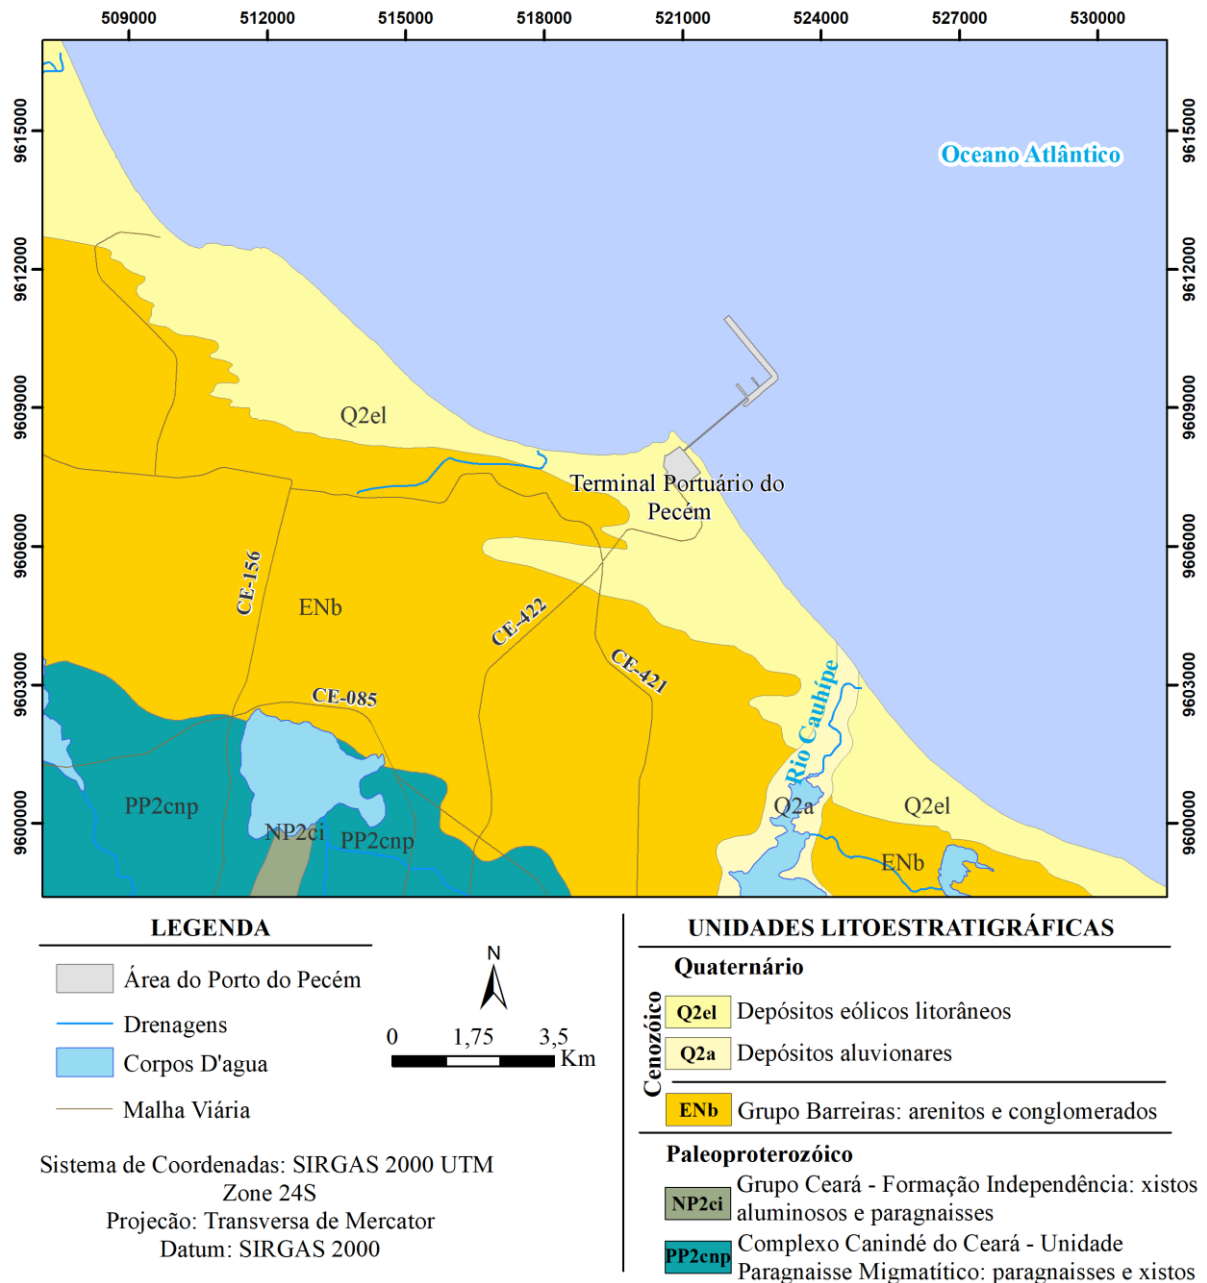 509000 512000 515000 518000 521000 524000 527000 530000
9615000 9615000
Oceano Atlântico
9612000 9612000
9609000 9609000
Q2el
Terminal Portuário do
Pecém
9606000 9606000
CE-156
ENb
CE-422
CE-421
9603000 9603000
CE-085
Rio Cauhípe
PP2cnp
Q2a
Q2el
9600000 9600000
NP2ci
PP2cnp
ENb
LEGENDA
Área do Porto do Pecém
Drenagens
Corpos D'agua
Malha Viária
N
0 1,75 3,5
Km
Sistema de Coordenadas: SIRGAS 2000 UTM
Zone 24S
Projecão: Transversa de Mercator
Datum: SIRGAS 2000
UNIDADES LITOESTRATIGRÁFICAS
Quaternário
Cenozóico
Q2el Depósitos eólicos litorâneos
Q2a Depósitos aluvionares
ENb Grupo Barreiras: arenitos e conglomerados
Paleoproterozóico
NP2ci Grupo Ceará - Formação Independência: xistos
aluminosos e paragnaisses
PP2cnp Complexo Canindé do Ceará - Unidade
Paragnaisse Migmatítico: paragnaisses e xistos